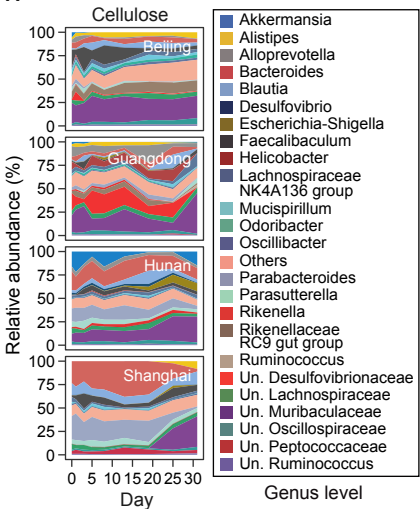 Cellulose
Relative abundance (%)
100
75
50
25
0
Beijing
100
75
50
25
0
Guangdong
100
75
50
25
0
Hunan
100
75
50
25
0
Shanghai
0 5 10 15 20 25 30
Day
Akkermansia
Alistipes
Alloprevotella
Bacteroides
Blautia
Desulfovibrio
Escherichia-Shigella
Faecalibaculum
Helicobacter
Lachnospiraceae
NK4A136 group
Mucispirillum
Odoribacter
Oscillibacter
Others
Parabacteroides
Parasutterella
Rikenella
Rikenellaceae
RC9 gut group
Ruminococcus
Un. Desulfovibrionaceae
Un. Lachnospiraceae
Un. Muribaculaceae
Un. Oscillospiraceae
Un. Peptococcaceae
Un. Ruminococcus
Genus level